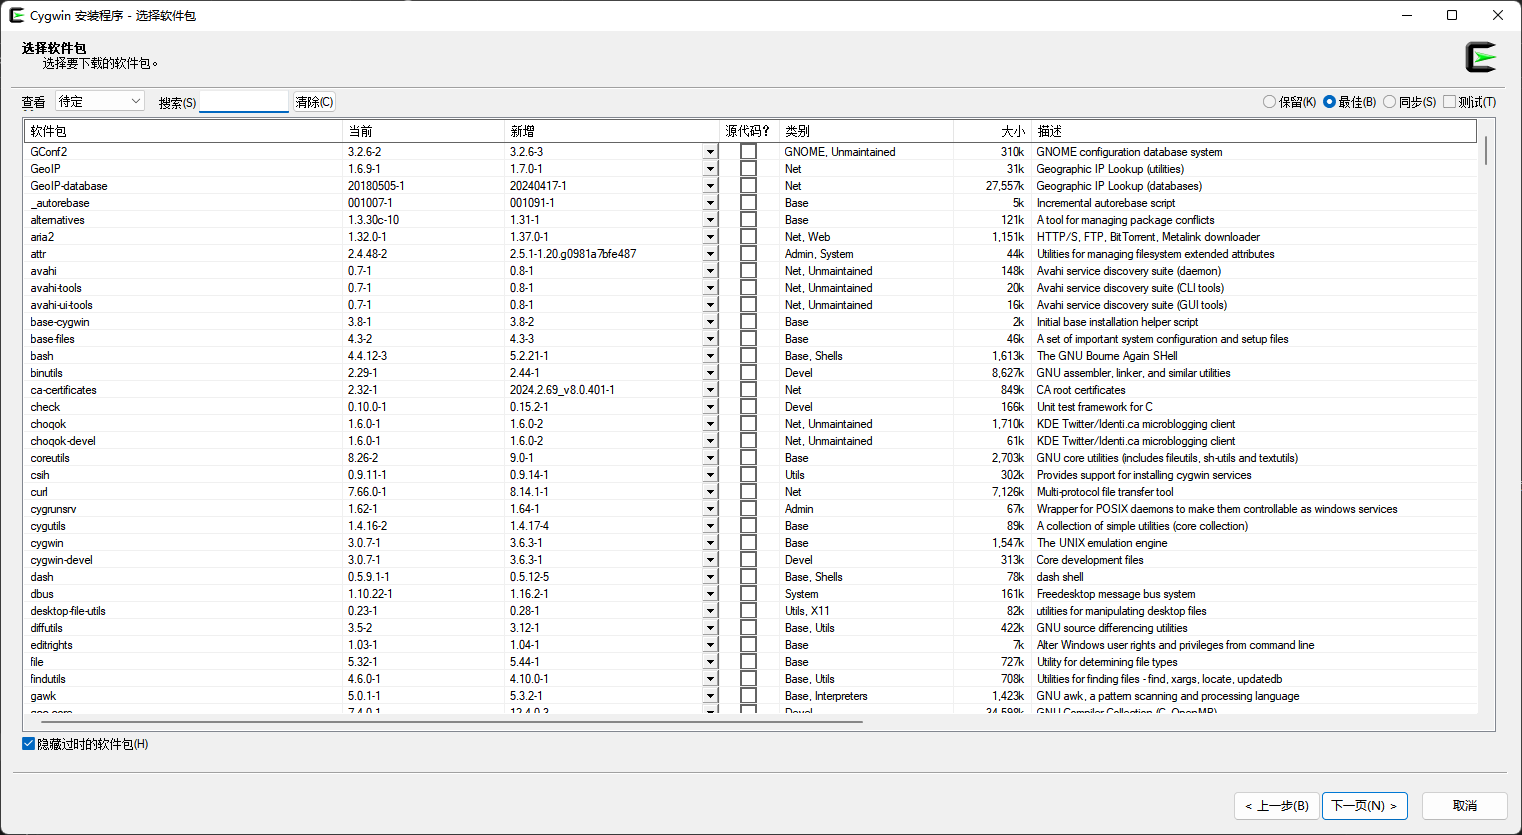 Cygwin 安装程序 - 选择软件包
选择软件包
选择要下载的软件包。
查看 待定 搜索(S) 清除(C) 保留(K) 最佳(B) 同步(S) 测试(T)
软件包 当前 新增 源代码? 类别 大小 描述
GConf2 3.2.6-2 3.2.6-3 GNOME, Unmaintained 310k GNOME configuration database system
GeoIP 1.6.9-1 1.7.0-1 Net 31k Geographic IP Lookup (utilities)
GeoIP-database 20180505-1 20240417-1 Net 27,557k Geographic IP Lookup (databases)
_autorebase 001007-1 001091-1 Base 5k Incremental autorebase script
alternatives 1.3.30c-10 1.31-1 Base 121k A tool for managing package conflicts
aria2 1.32.0-1 1.37.0-1 Net, Web 1,151k HTTP/S, FTP, BitTorrent, Metalink downloader
attr 2.4.48-2 2.5.1-1.20.g0981a7bfe487 Admin, System 44k Utilities for managing filesystem extended attributes
avahi 0.7-1 0.8-1 Net, Unmaintained 148k Avahi service discovery suite (daemon)
avahi-tools 0.7-1 0.8-1 Net, Unmaintained 20k Avahi service discovery suite (CLI tools)
avahi-ui-tools 0.7-1 0.8-1 Net, Unmaintained 16k Avahi service discovery suite (GUI tools)
base-cygwin 3.8-1 3.8-2 Base 2k Initial base installation helper script
base-files 4.3-2 4.3-3 Base 46k A set of important system configuration and setup files
bash 4.4.12-3 5.2.21-1 Base, Shells 1,613k The GNU Bourne Again SHell
binutils 2.29-1 2.44-1 Devel 8,627k GNU assembler, linker, and similar utilities
ca-certificates 2.32-1 2024.2.69_v8.0.401-1 Net 849k CA root certificates
check 0.10.0-1 0.15.2-1 Devel 166k Unit test framework for C
choqok 1.6.0-1 1.6.0-2 Net, Unmaintained 1,710k KDE Twitter/Identi.ca microblogging client
choqok-devel 1.6.0-1 1.6.0-2 Net, Unmaintained 61k KDE Twitter/Identi.ca microblogging client
coreutils 8.26-2 9.0-1 Base 2,703k GNU core utilities (includes fileutils, sh-utils and textutils)
csih 0.9.11-1 0.9.14-1 Utils 302k Provides support for installing cygwin services
curl 7.66.0-1 8.14.1-1 Net 7,126k Multi-protocol file transfer tool
cygrunsrv 1.62-1 1.64-1 Admin 67k Wrapper for POSIX daemons to make them controllable as windows services
cygutils 1.4.16-2 1.4.17-4 Base 89k A collection of simple utilities (core collection)
cygwin 3.0.7-1 3.6.3-1 Base 1,547k The UNIX emulation engine
cygwin-devel 3.0.7-1 3.6.3-1 Devel 313k Core development files
dash 0.5.9.1-1 0.5.12-5 Base, Shells 78k dash shell
dbus 1.10.22-1 1.16.2-1 System 161k Freedesktop message bus system
desktop-file-utils 0.23-1 0.28-1 Utils, X11 82k utilities for manipulating desktop files
diffutils 3.5-2 3.12-1 Base, Utils 422k GNU source differencing utilities
editrights 1.03-1 1.04-1 Base 7k Alter Windows user rights and privileges from command line
file 5.32-1 5.44-1 Base 727k Utility for determining file types
findutils 4.6.0-1 4.10.0-1 Base, Utils 708k Utilities for finding files - find, xargs, locate, updatedb
gawk 5.0.1-1 5.3.2-1 Base, Interpreters 1,423k GNU awk, a pattern scanning and processing language
gcc-core 7.4.0-1 12.4.0-3 Devel 34,598k GNU Compiler Collection (C, OpenMP)
隐藏过时的软件包(H)
< 上一步(B) 下一页(N) > 取消